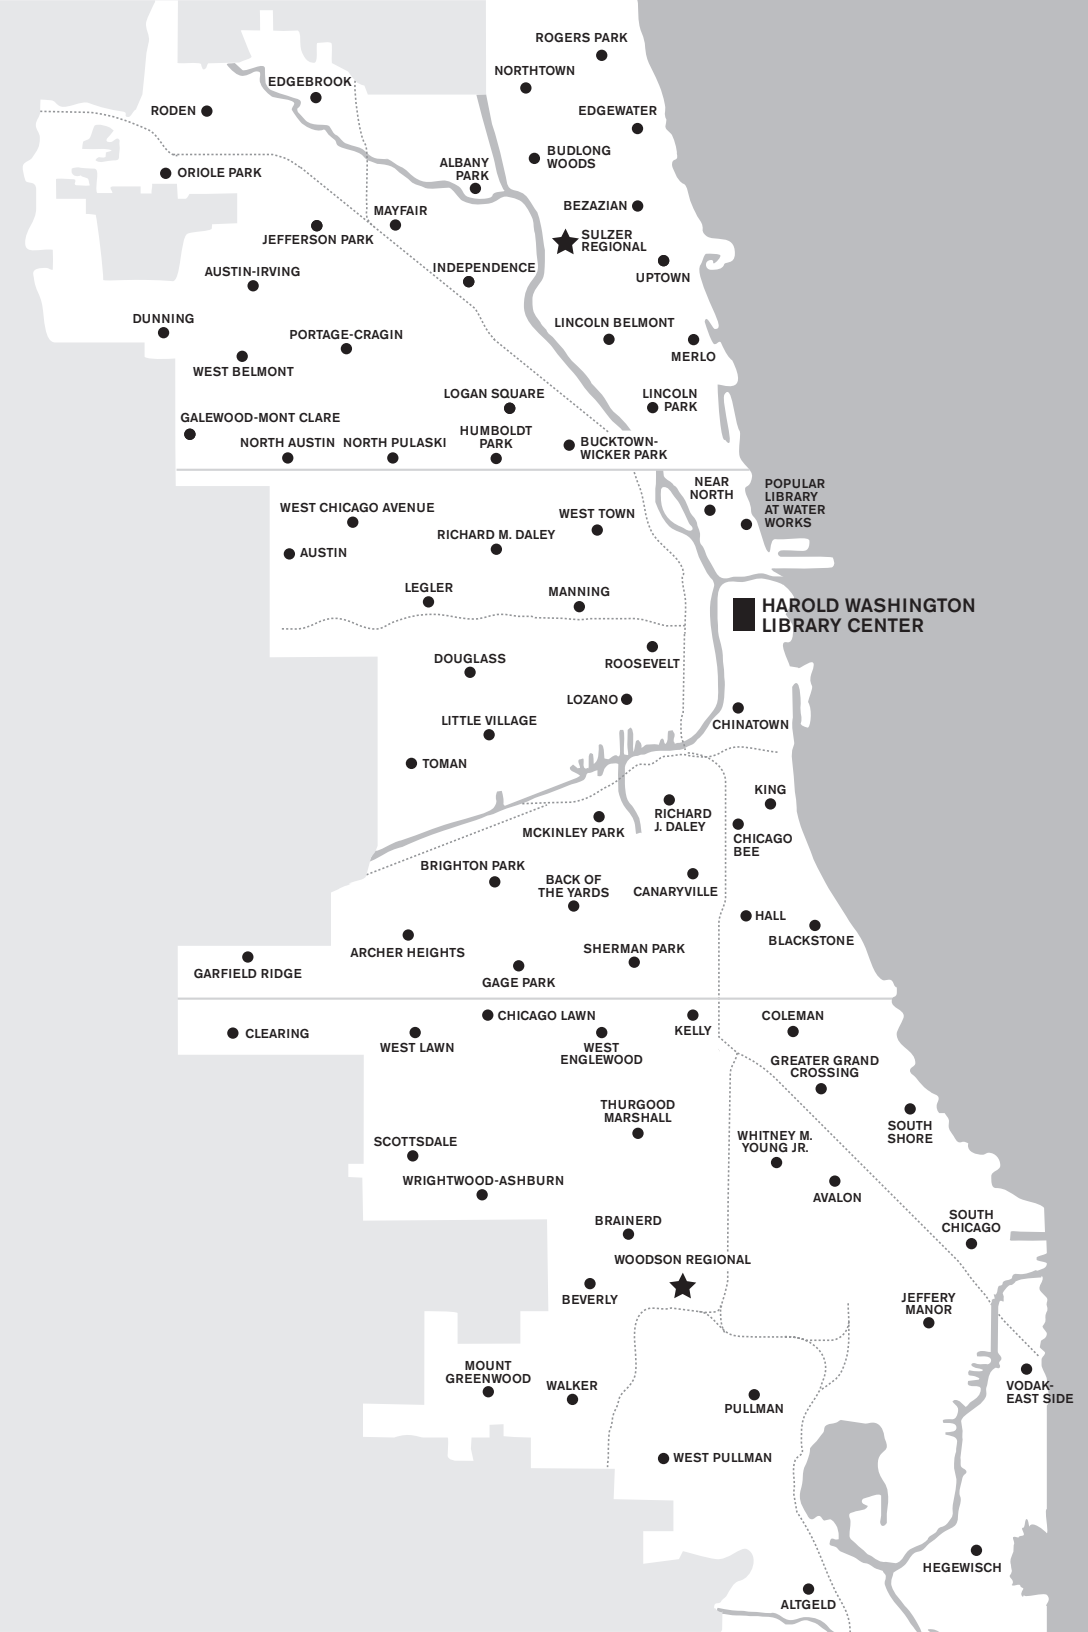 ROGERS PARK
NORTHTOWN
EDGEBROOK
RODEN
EDGEWATER
BUDLONG
WOODS
ALBANY
PARK
ORIOLE PARK
BEZAZIAN
MAYFAIR
JEFFERSON PARK
SULZER
REGIONAL
AUSTIN-IRVING
INDEPENDENCE
UPTOWN
DUNNING
PORTAGE-CRAGIN
LINCOLN BELMONT
MERLO
WEST BELMONT
LOGAN SQUARE
LINCOLN
PARK
GALEWOOD-MONT CLARE
NORTH AUSTIN
NORTH PULASKI
HUMBOLDT
PARK
BUCKTOWN-
WICKER PARK
NEAR
NORTH
POPULAR
LIBRARY
AT WATER
WORKS
WEST CHICAGO AVENUE
WEST TOWN
RICHARD M. DALEY
AUSTIN
LEGLER
MANNING
HAROLD WASHINGTON
LIBRARY CENTER
DOUGLASS
ROOSEVELT
LOZANO
LITTLE VILLAGE
CHINATOWN
TOMAN
KING
RICHARD
J. DALEY
MCKINLEY PARK
CHICAGO
BEE
BRIGHTON PARK
BACK OF
THE YARDS
CANARYVILLE
HALL
BLACKSTONE
ARCHER HEIGHTS
SHERMAN PARK
GARFIELD RIDGE
GAGE PARK
CHICAGO LAWN
COLEMAN
CLEARING
WEST LAWN
WEST
ENGLEWOOD
KELLY
GREATER GRAND
CROSSING
THURGOOD
MARSHALL
SOUTH
SHORE
SCOTTSDALE
WHITNEY M.
YOUNG JR.
WRIGHTWOOD-ASHBURN
AVALON
BRAINERD
SOUTH
CHICAGO
WOODSON REGIONAL
BEVERLY
JEFFERY
MANOR
MOUNT
GREENWOOD
WALKER
VODAK-
EAST SIDE
PULLMAN
WEST PULLMAN
HEGEWISCH
ALTGELD